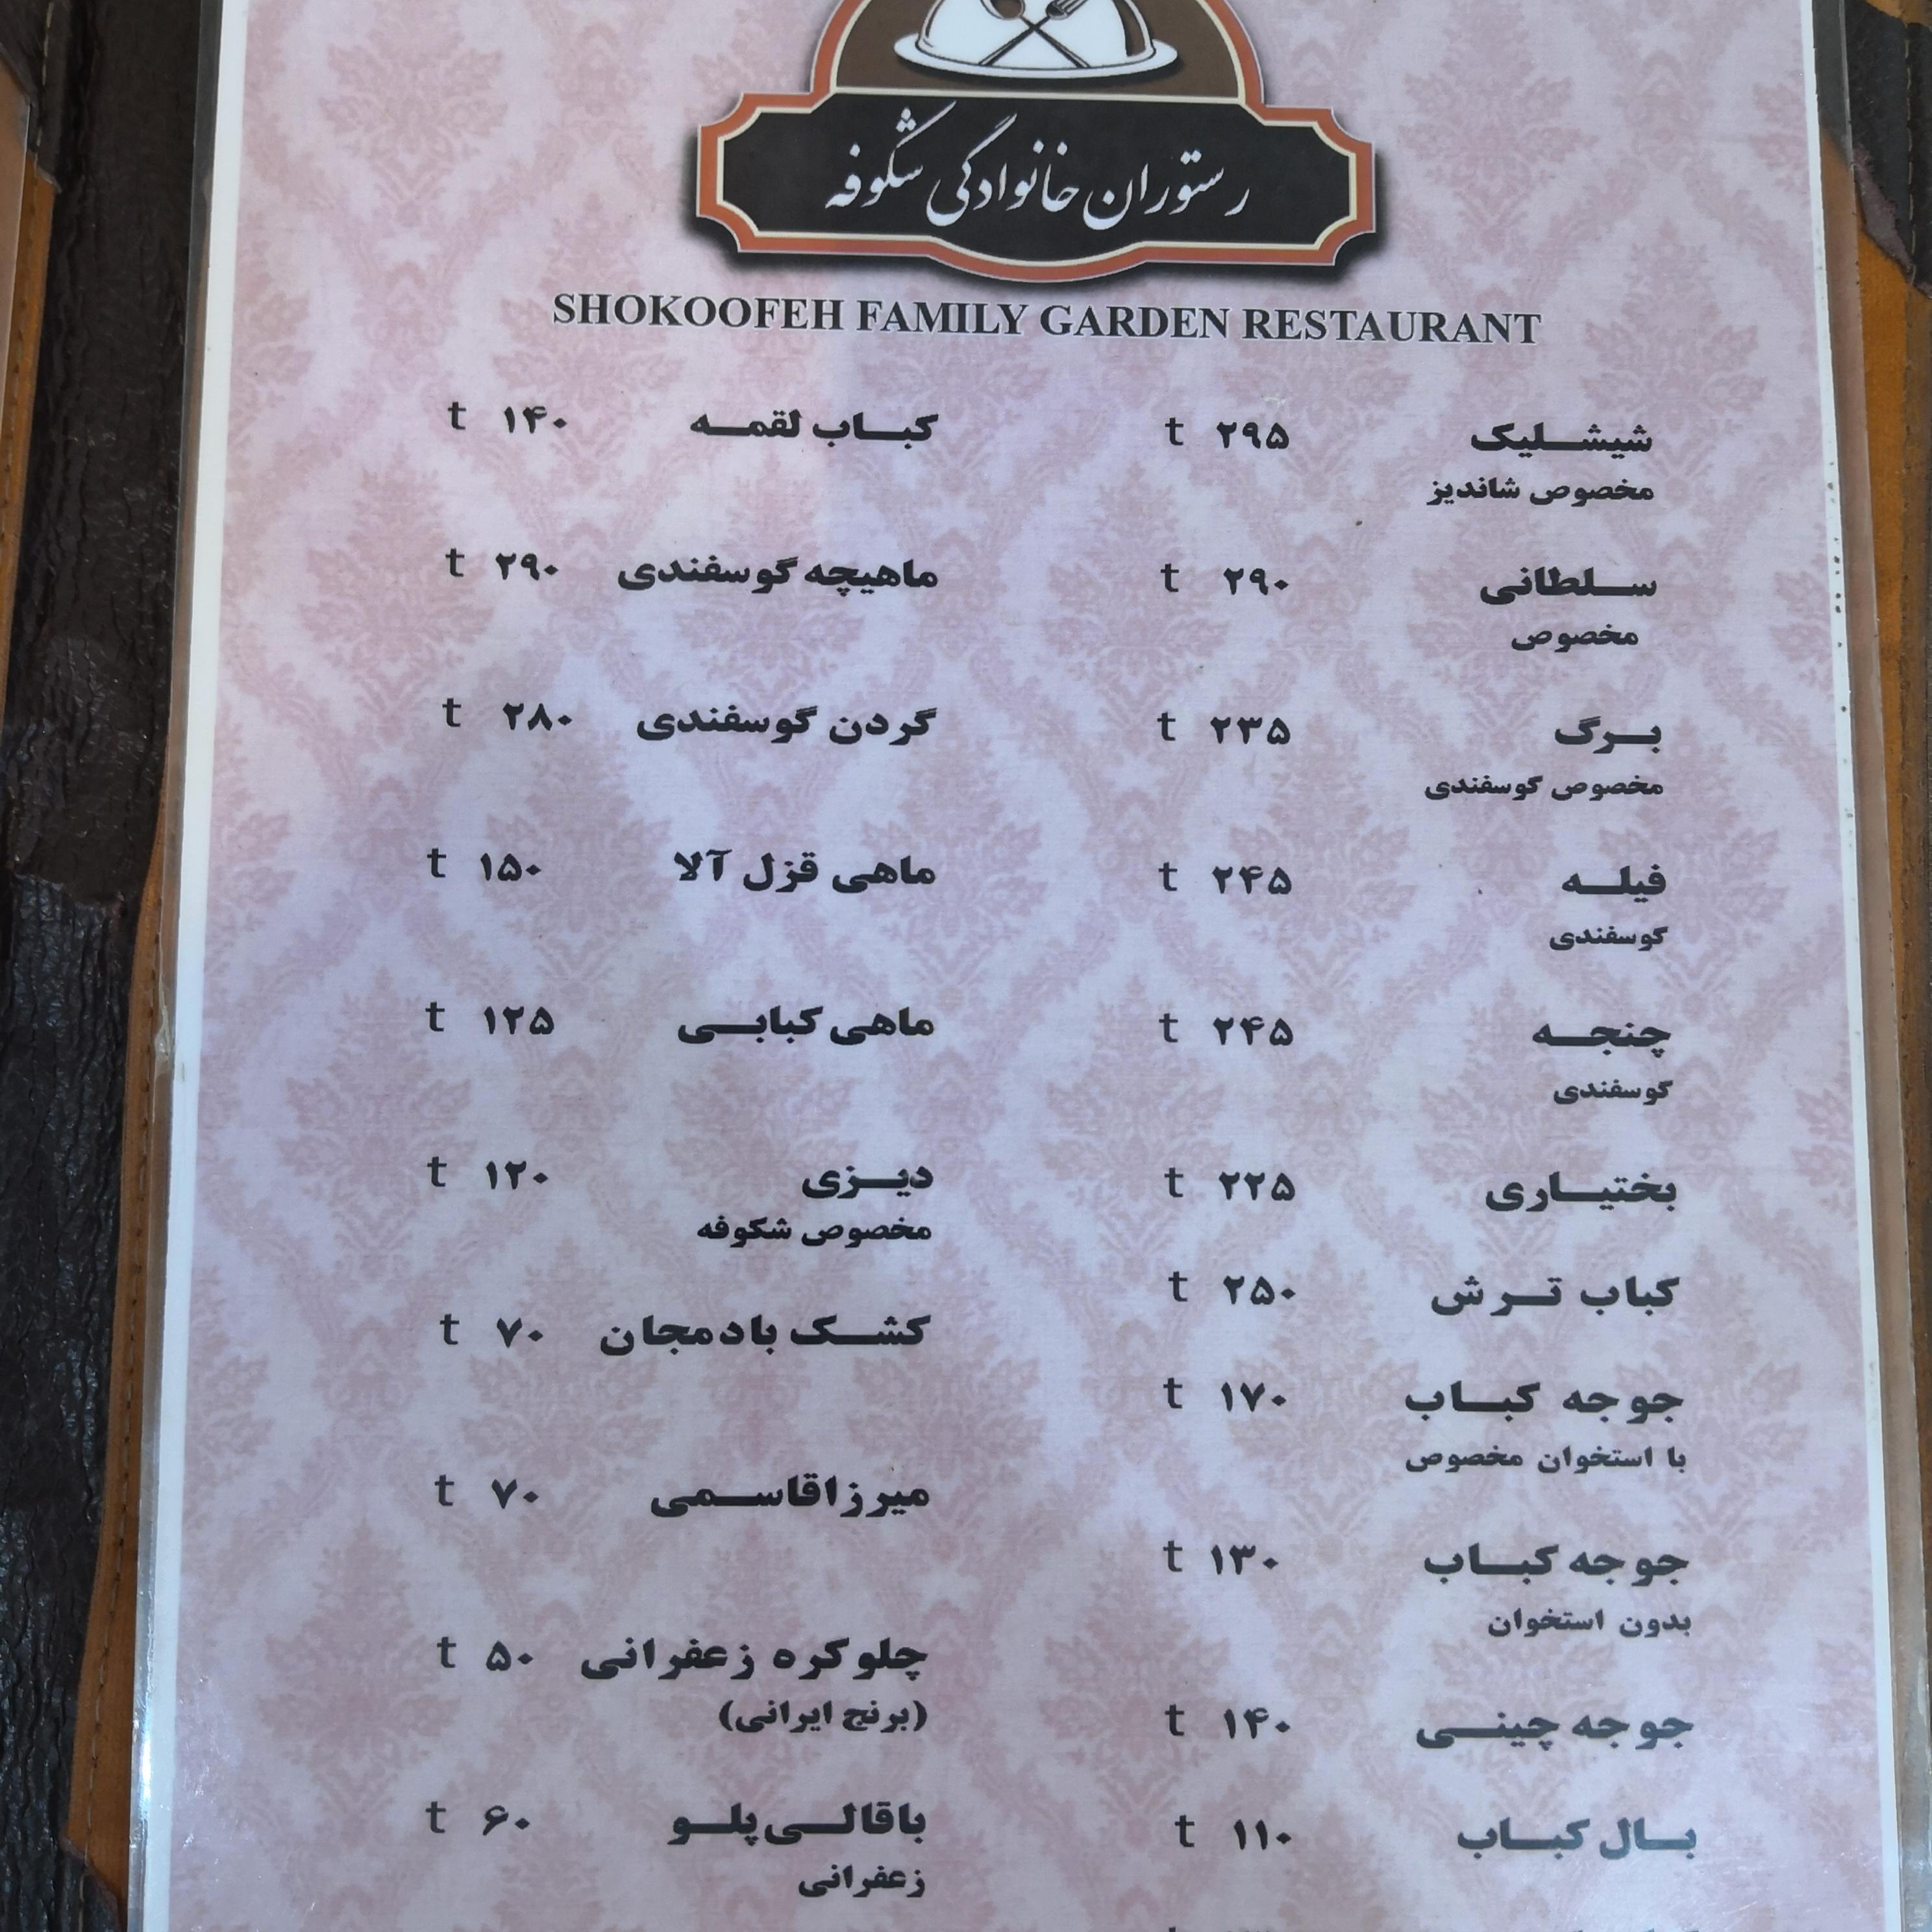 رستوران خانوادگی شکوفه
SHOKOOFEH FAMILY GARDEN RESTAURANT
شیشلیک ۲۹۵ t
مخصوص شاندیز
سلطانی ۲۹۰ t
مخصوص
برگ ۲۳۵ t
مخصوص گوسفندی
فیله ۲۴۵ t
گوسفندی
چنجه ۲۴۵ t
گوسفندی
بختیاری ۲۲۵ t
کباب ترش ۲۵۰ t
جوجه کباب ۱۷۰ t
با استخوان مخصوص
جوجه کباب ۱۳۰ t
بدون استخوان
جوجه چینی ۱۴۰ t
بال کباب ۱۱۰ t
کباب لقمه ۱۴۰ t
ماهیچه گوسفندی ۲۹۰ t
گردن گوسفندی ۲۸۰ t
ماهی قزل آلا ۱۵۰ t
ماهی کبابی ۱۲۵ t
دیزی ۱۲۰ t
مخصوص شکوفه
کشک بادمجان ۷۰ t
میرزاقاسمی ۷۰ t
چلوکره زعفرانی ۵۰ t
(برنج ایرانی)
باقالی پلو ۶۰ t
زعفرانی